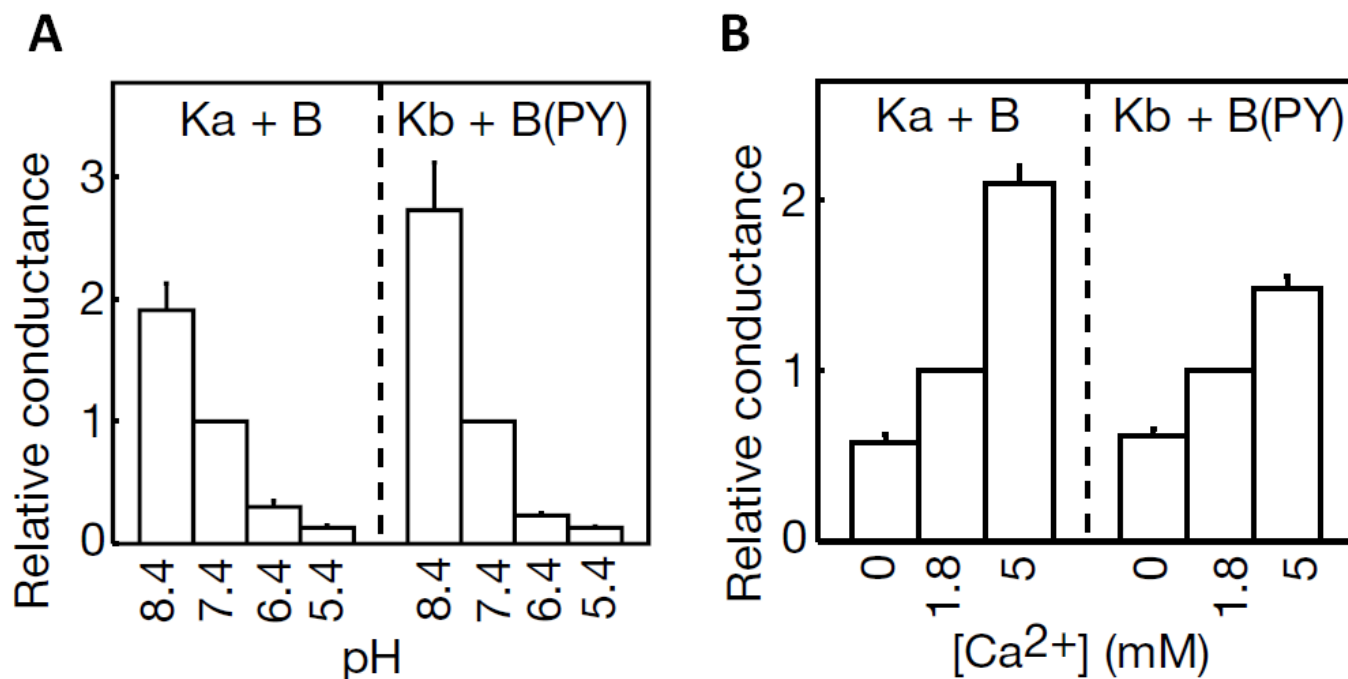 A
Relative conductance
3
2
1
0
Ka + B
Kb + B(PY)
8.4
7.4
6.4
5.4
8.4
7.4
6.4
5.4
pH
B
Relative conductance
2
1
0
Ka + B
Kb + B(PY)
0
1.8
5
0
1.8
5
[Ca2+] (mM)